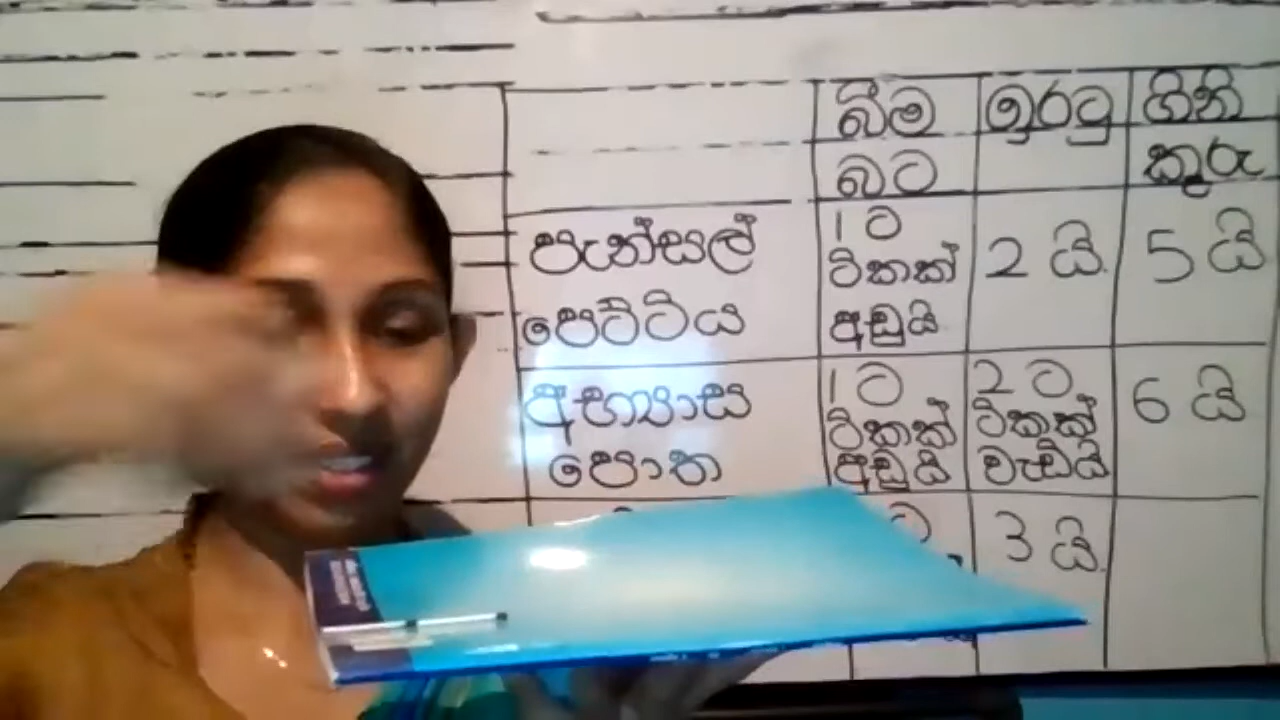 බීම ඉරටු ගිනි
බට කූරු
පැන්සල්
පෙට්ටිය
1 ට
ටිකක්
අඩුයි
2 යි.
5 යි
අභ්‍යාස
පොත
1 ට
ටිකක්
අඩුයි
2 ට
ටිකක්
වැඩියි
6 යි
3 යි.